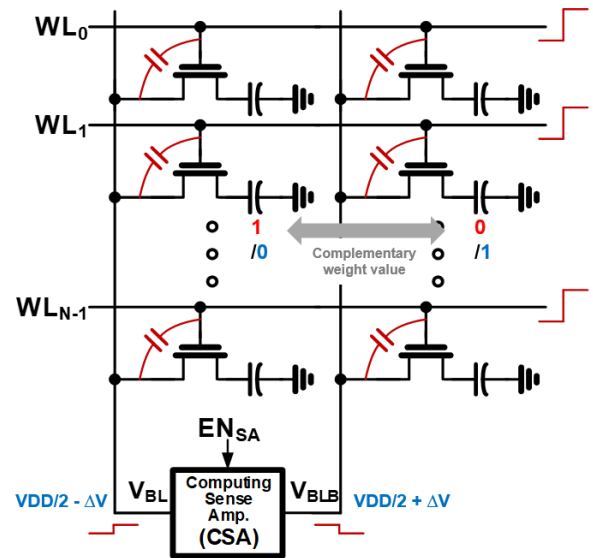 WL0
WL1
1
/0
0
/1
Complementary
weight value
WLN-1
ENSA
VDD/2 - ΔV
VBL
Computing
Sense
Amp.
(CSA)
VBLB
VDD/2 + ΔV